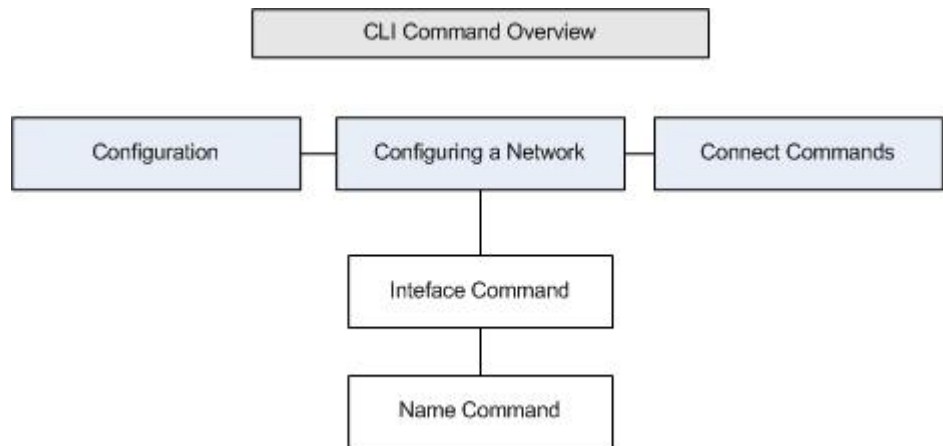 CLI Command Overview
Configuration
Configuring a Network
Connect Commands
Inteface Command
Name Command